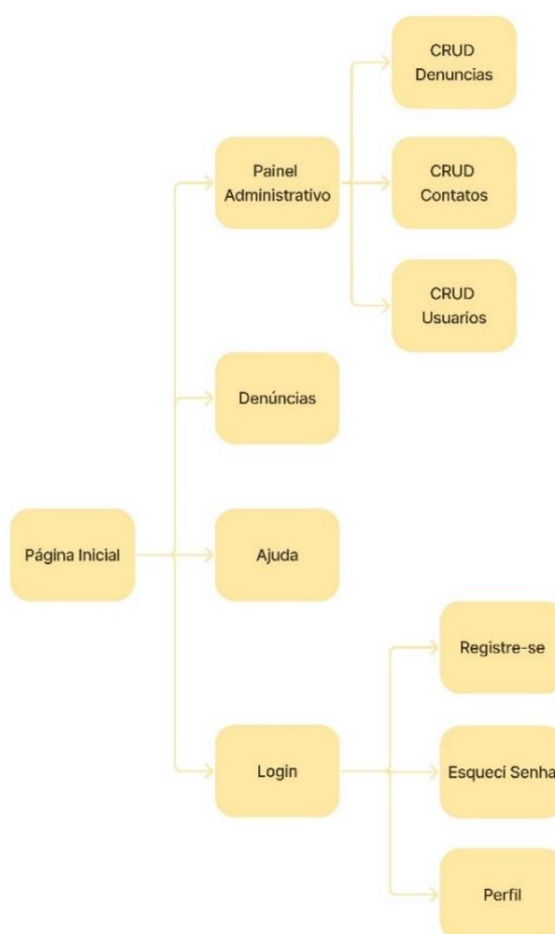 CRUD
Denuncias
Painel
Administrativo
CRUD
Contatos
CRUD
Usuarios
Denúncias
Página Inicial
Ajuda
Registre-se
Login
Esqueci Senha
Perfil